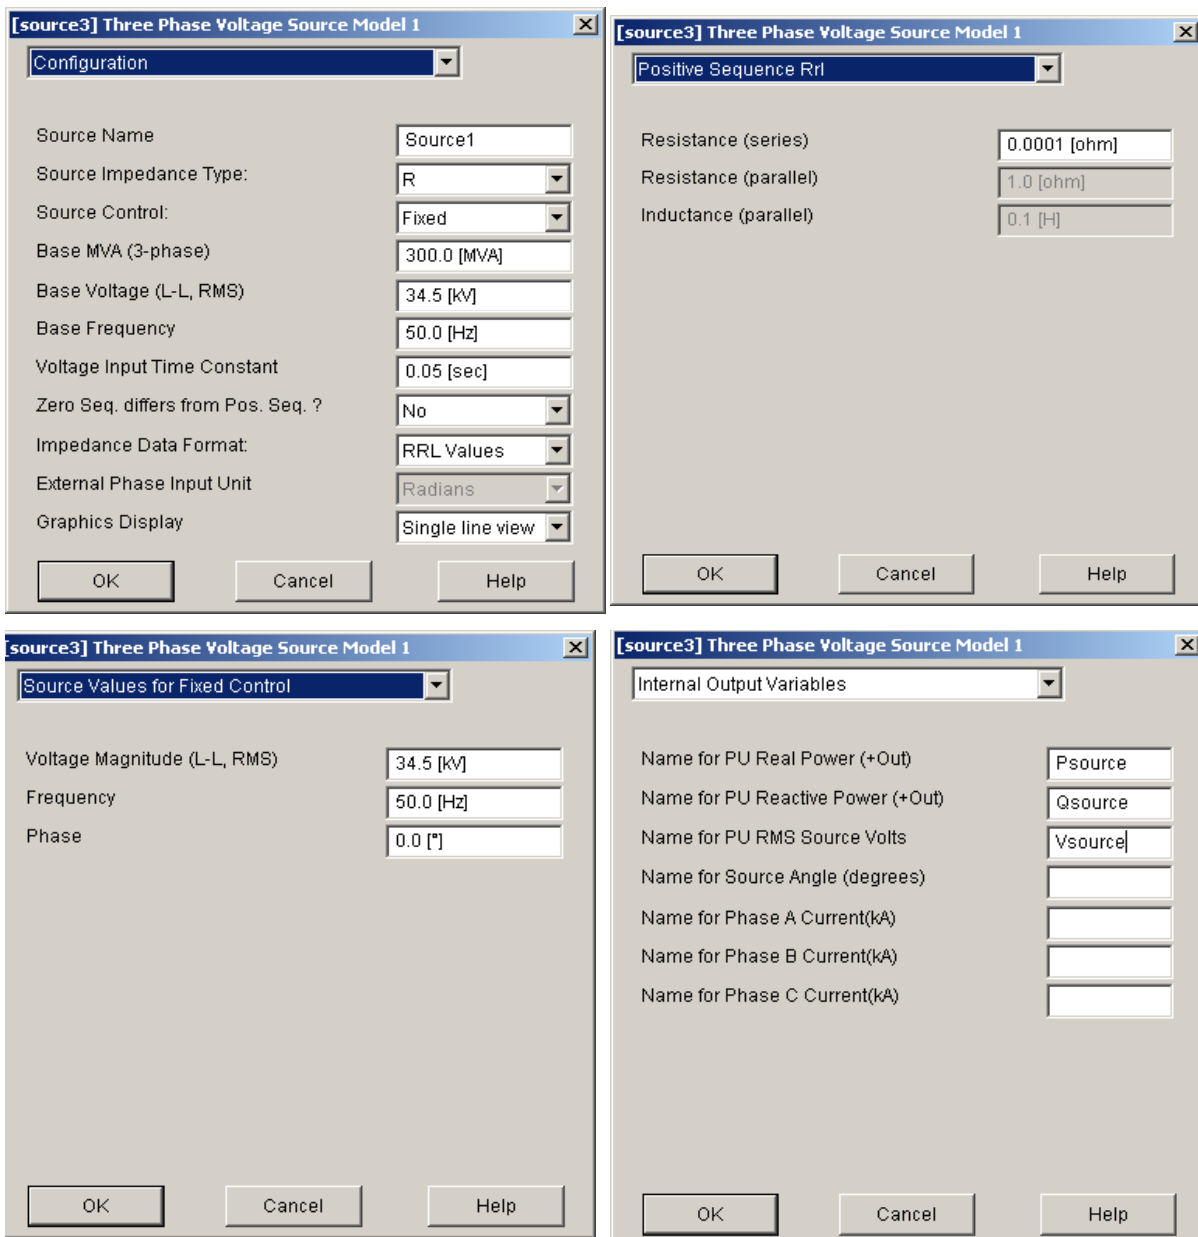 [source3] Three Phase Voltage Source Model 1
Configuration
Source Name Source1
Source Impedance Type: R
Source Control: Fixed
Base MVA (3-phase) 300.0 [MVA]
Base Voltage (L-L, RMS) 34.5 [kV]
Base Frequency 50.0 [Hz]
Voltage Input Time Constant 0.05 [sec]
Zero Seq. differs from Pos. Seq. ? No
Impedance Data Format: RRL Values
External Phase Input Unit Radians
Graphics Display Single line view
OK Cancel Help
[source3] Three Phase Voltage Source Model 1
Positive Sequence Rrl
Resistance (series) 0.0001 [ohm]
Resistance (parallel) 1.0 [ohm]
Inductance (parallel) 0.1 [H]
OK Cancel Help
[source3] Three Phase Voltage Source Model 1
Source Values for Fixed Control
Voltage Magnitude (L-L, RMS) 34.5 [kV]
Frequency 50.0 [Hz]
Phase 0.0 [°]
OK Cancel Help
[source3] Three Phase Voltage Source Model 1
Internal Output Variables
Name for PU Real Power (+Out) Psource
Name for PU Reactive Power (+Out) Qsource
Name for PU RMS Source Volts Vsource
Name for Source Angle (degrees)
Name for Phase A Current(kA)
Name for Phase B Current(kA)
Name for Phase C Current(kA)
OK Cancel Help